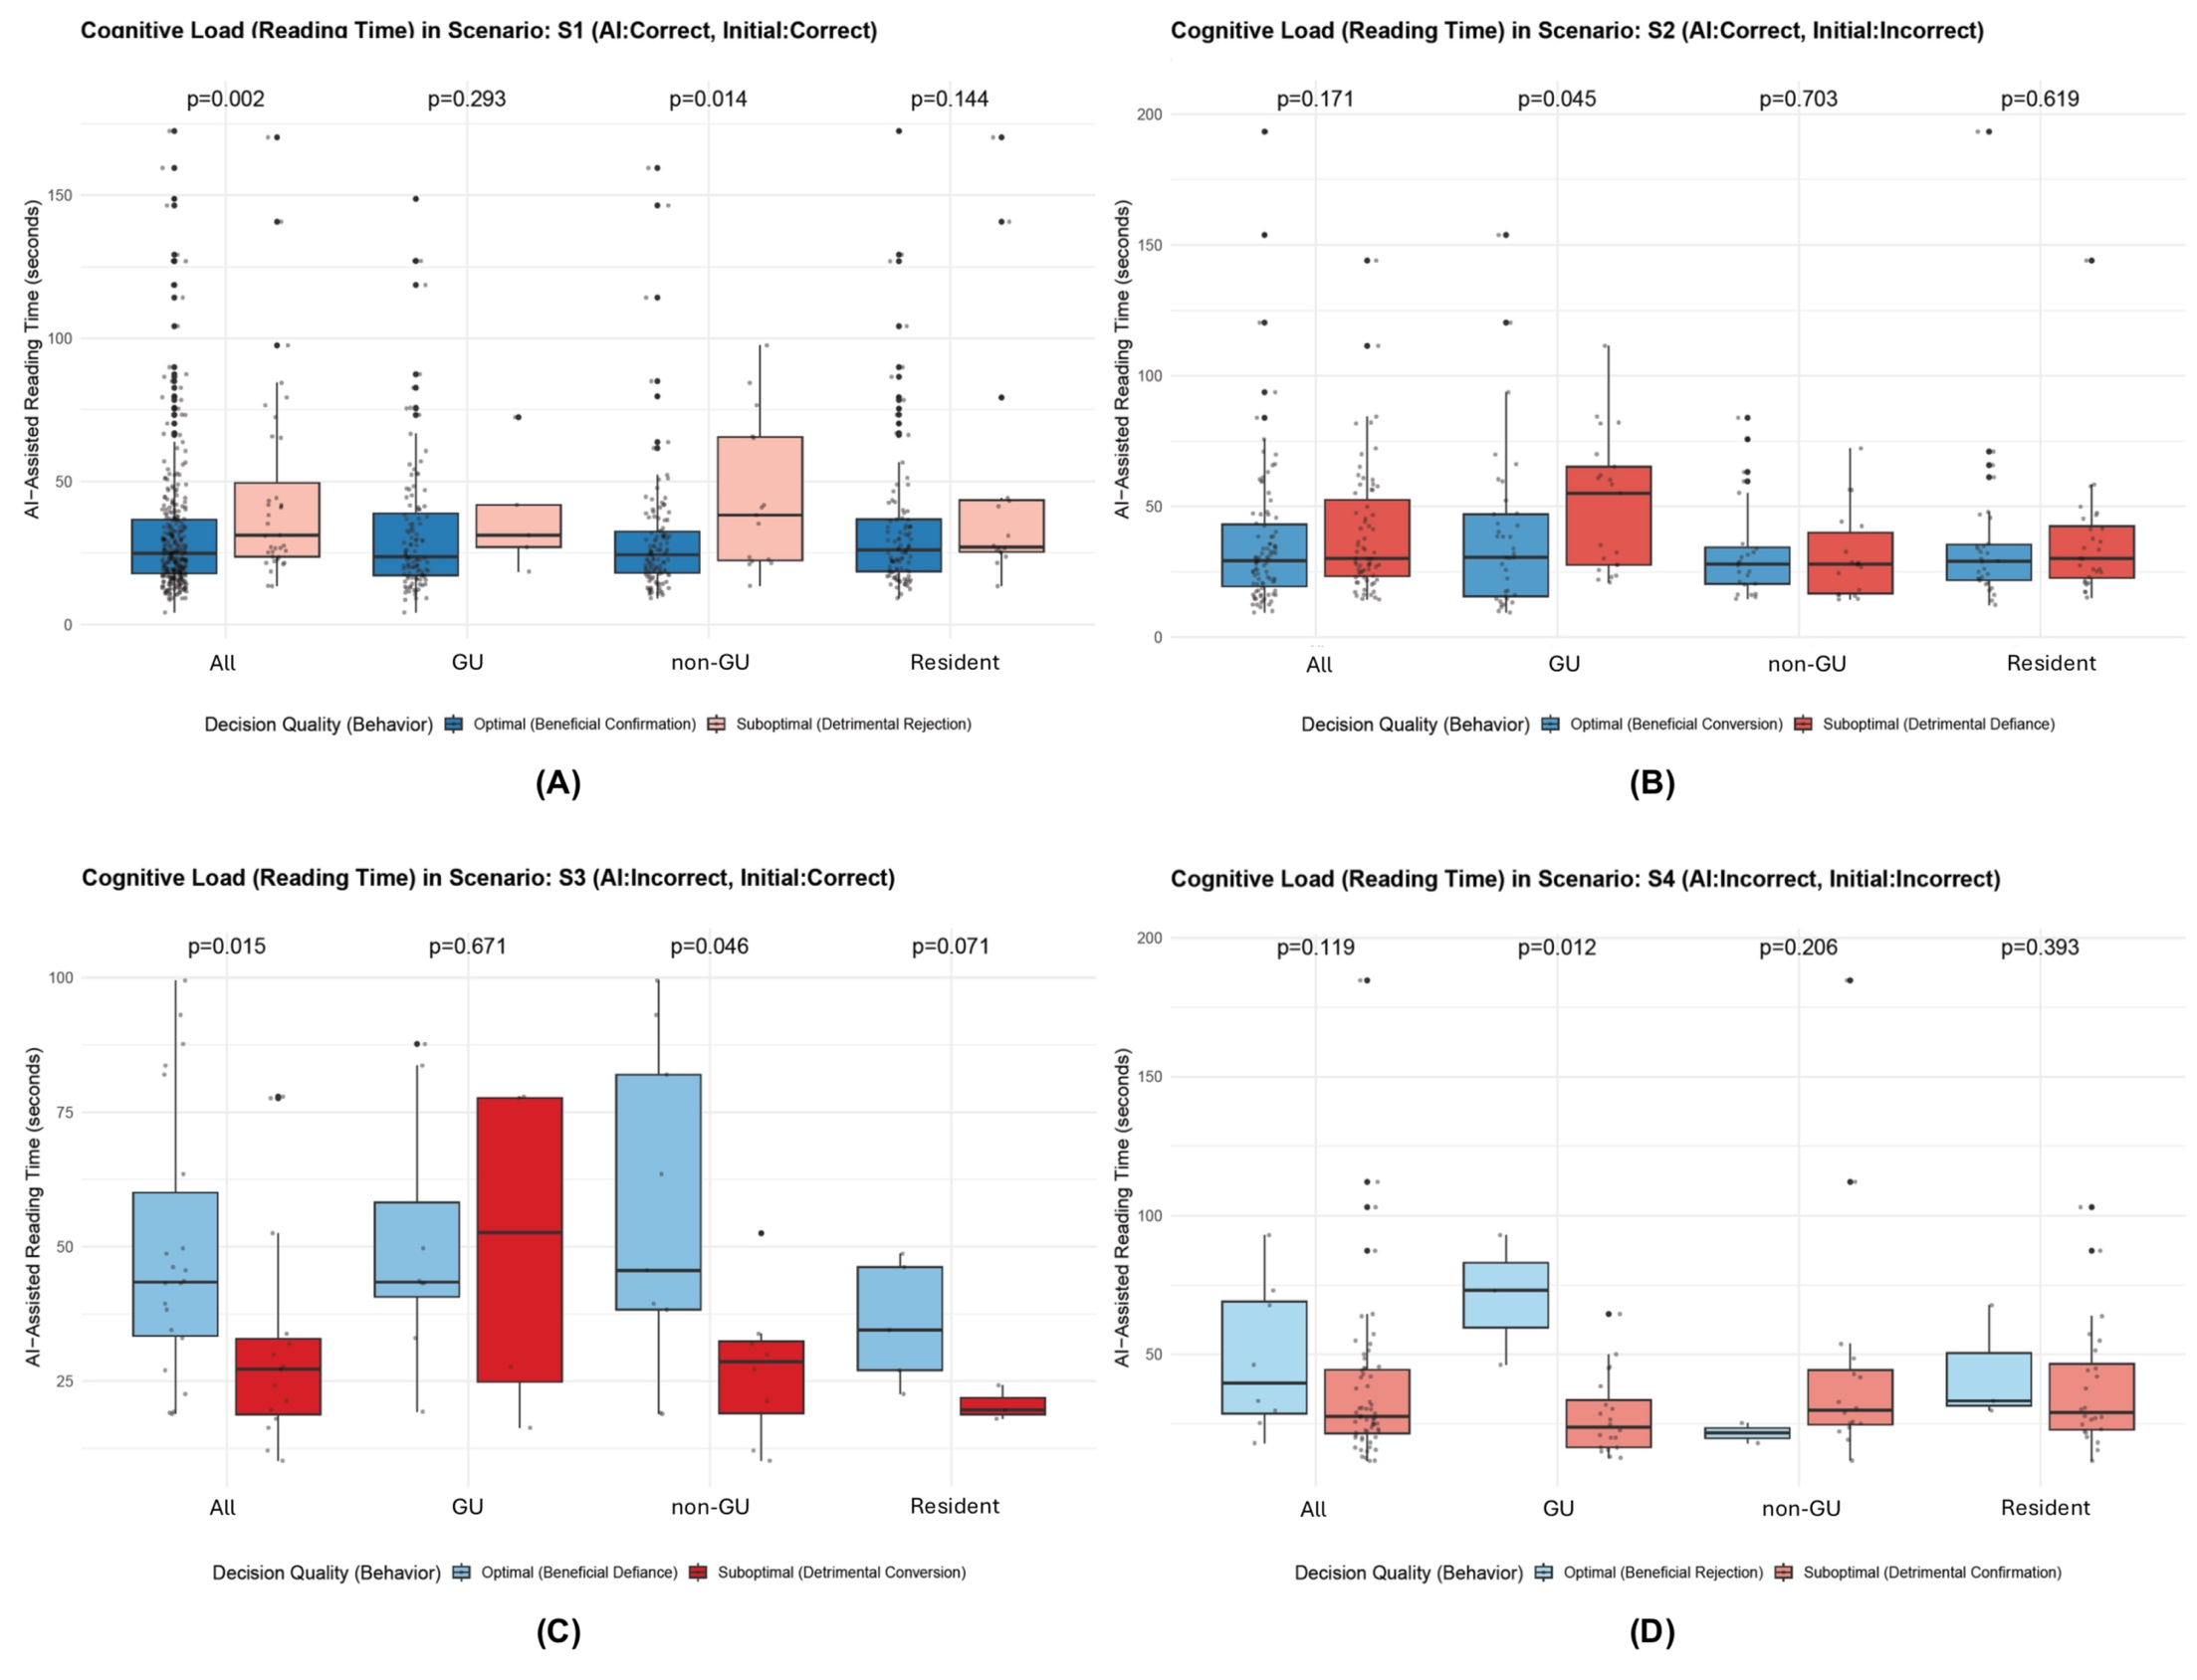 Cognitive Load (Reading Time) in Scenario: S1 (AI:Correct, Initial:Correct)
p=0.002 p=0.293 p=0.014 p=0.144
AI−Assisted Reading Time (seconds)
150
100
50
0
All GU non-GU Resident
Decision Quality (Behavior) Optimal (Beneficial Confirmation) Suboptimal (Detrimental Rejection)
(A)
Cognitive Load (Reading Time) in Scenario: S2 (AI:Correct, Initial:Incorrect)
p=0.171 p=0.045 p=0.703 p=0.619
AI−Assisted Reading Time (seconds)
200
150
100
50
0
All GU non-GU Resident
Decision Quality (Behavior) Optimal (Beneficial Conversion) Suboptimal (Detrimental Defiance)
(B)
Cognitive Load (Reading Time) in Scenario: S3 (AI:Incorrect, Initial:Correct)
p=0.015 p=0.671 p=0.046 p=0.071
AI−Assisted Reading Time (seconds)
100
75
50
25
All GU non-GU Resident
Decision Quality (Behavior) Optimal (Beneficial Defiance) Suboptimal (Detrimental Conversion)
(C)
Cognitive Load (Reading Time) in Scenario: S4 (AI:Incorrect, Initial:Incorrect)
p=0.119 p=0.012 p=0.206 p=0.393
AI−Assisted Reading Time (seconds)
200
150
100
50
All GU non-GU Resident
Decision Quality (Behavior) Optimal (Beneficial Rejection) Suboptimal (Detrimental Confirmation)
(D)